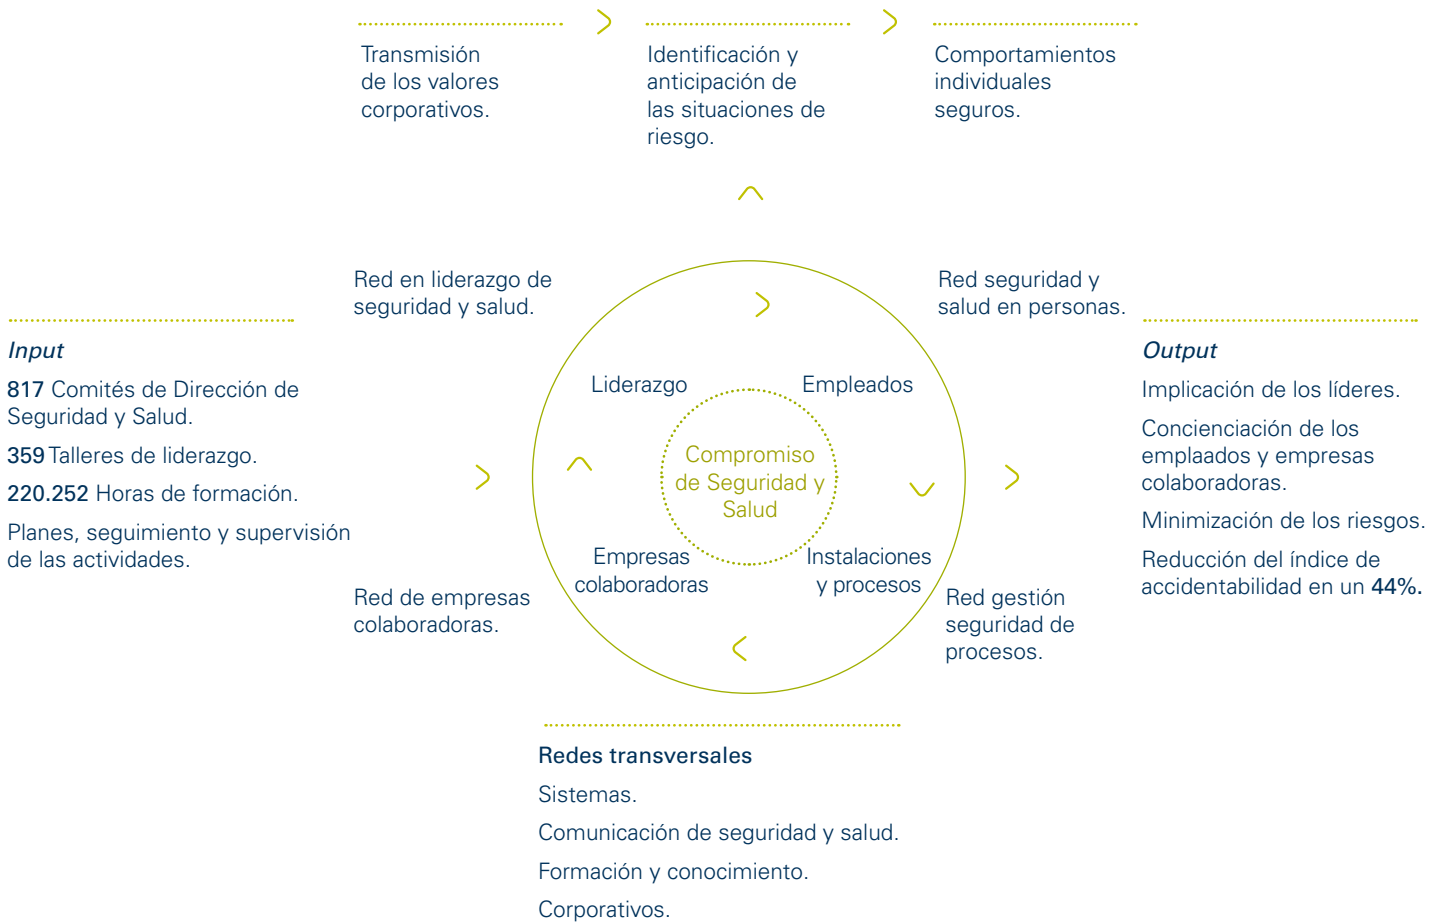 Transmisión
de los valores
corporativos.
Identificación y
anticipación de
las situaciones de
riesgo.
Comportamientos
individuales
seguros.
Red en liderazgo de
seguridad y salud.
Red seguridad y
salud en personas.
Input
817 Comités de Dirección de
Seguridad y Salud.
359 Talleres de liderazgo.
220.252 Horas de formación.
Planes, seguimiento y supervisión
de las actividades.
Liderazgo
Empleados
Compromiso
de Seguridad y
Salud
Empresas
colaboradoras
Instalaciones
y procesos
Output
Implicación de los líderes.
Concienciación de los
emplaados y empresas
colaboradoras.
Minimización de los riesgos.
Reducción del índice de
accidentabilidad en un 44%.
Red de empresas
colaboradoras.
Red gestión
seguridad de
procesos.
Redes transversales
Sistemas.
Comunicación de seguridad y salud.
Formación y conocimiento.
Corporativos.